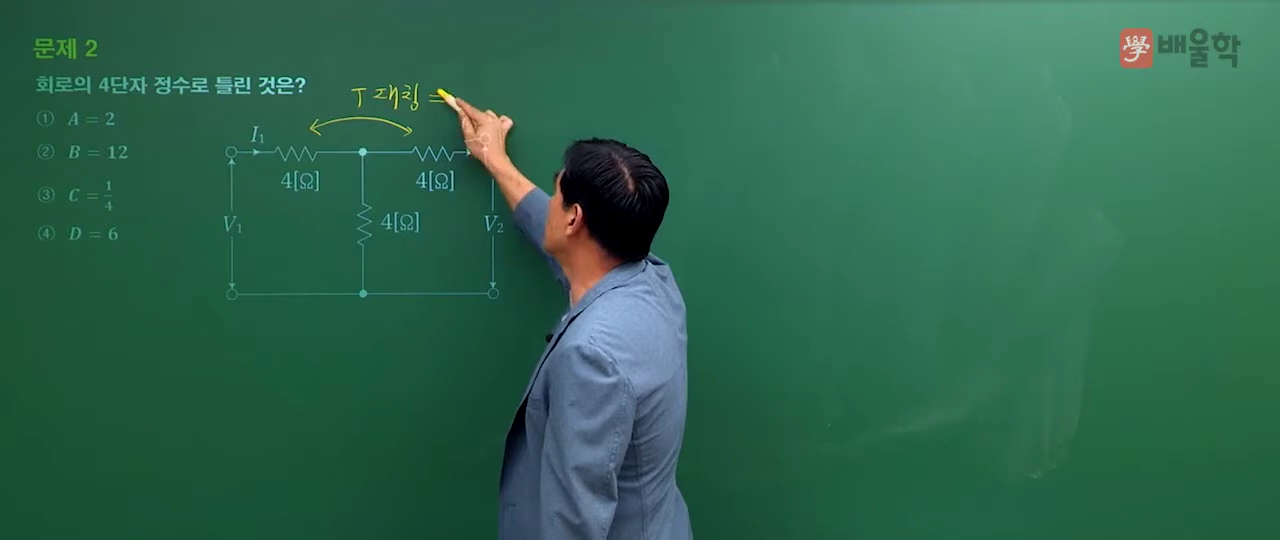 문제 2
學배울학
회로의 4단자 정수로 틀린 것은?
① A = 2
② B = 12
③ C = 1/4
④ D = 6
T 대칭 =
I₁
4[Ω]
4[Ω]
V₁
4[Ω]
V₂